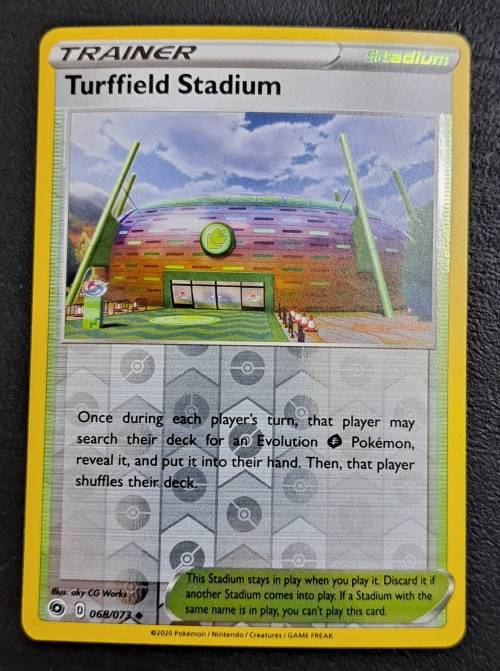 TRAINER Stadium
Turffield Stadium
Once during each player's turn, that player may
search their deck for an Evolution Pokémon,
reveal it, and put it into their hand. Then, that player
shuffles their deck.
Illus. aky CG Works
This Stadium stays in play when you play it. Discard it if
another Stadium comes into play. If a Stadium with the
same name is in play, you can't play this card.
D 068/073
©2020 Pokémon / Nintendo / Creatures / GAME FREAK